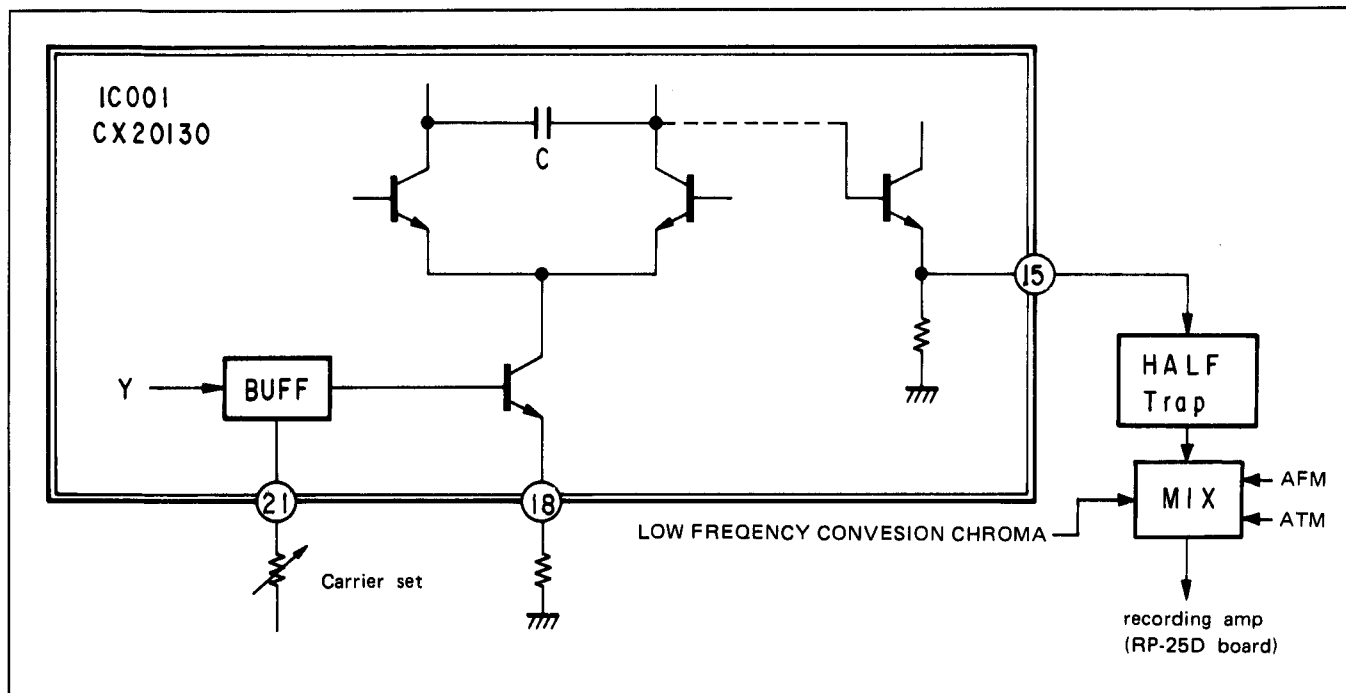 IC001
CX20130
C
15
Y
BUFF
21
18
Carrier set
HALF
Trap
MIX
AFM
ATM
LOW FREQENCY CONVESION CHROMA
recording amp
(RP-25D board)